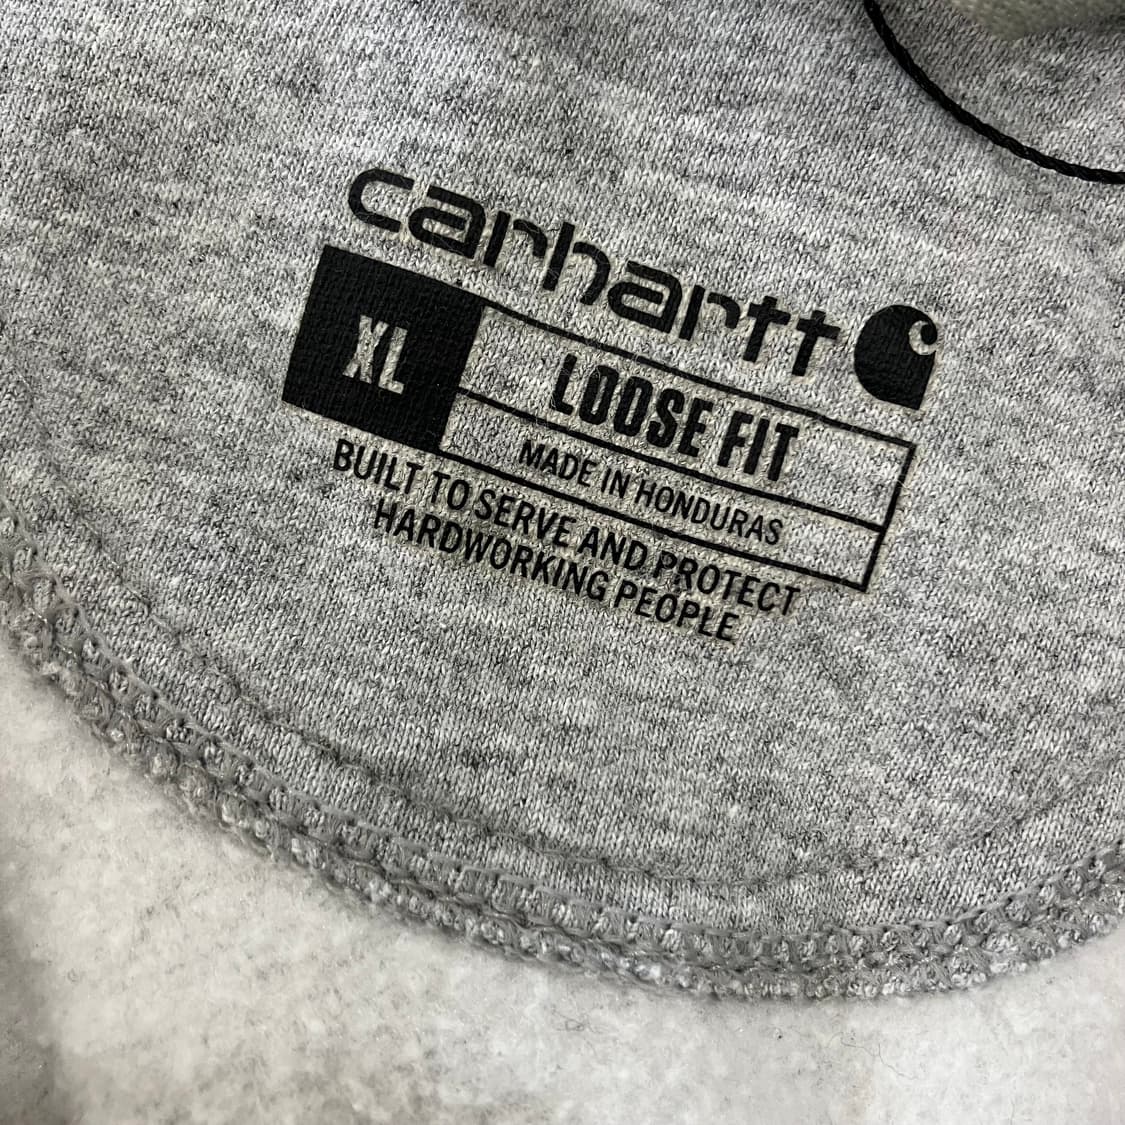 carhartt
XL
LOOSE FIT
MADE IN HONDURAS
BUILT TO SERVE AND PROTECT
HARDWORKING PEOPLE